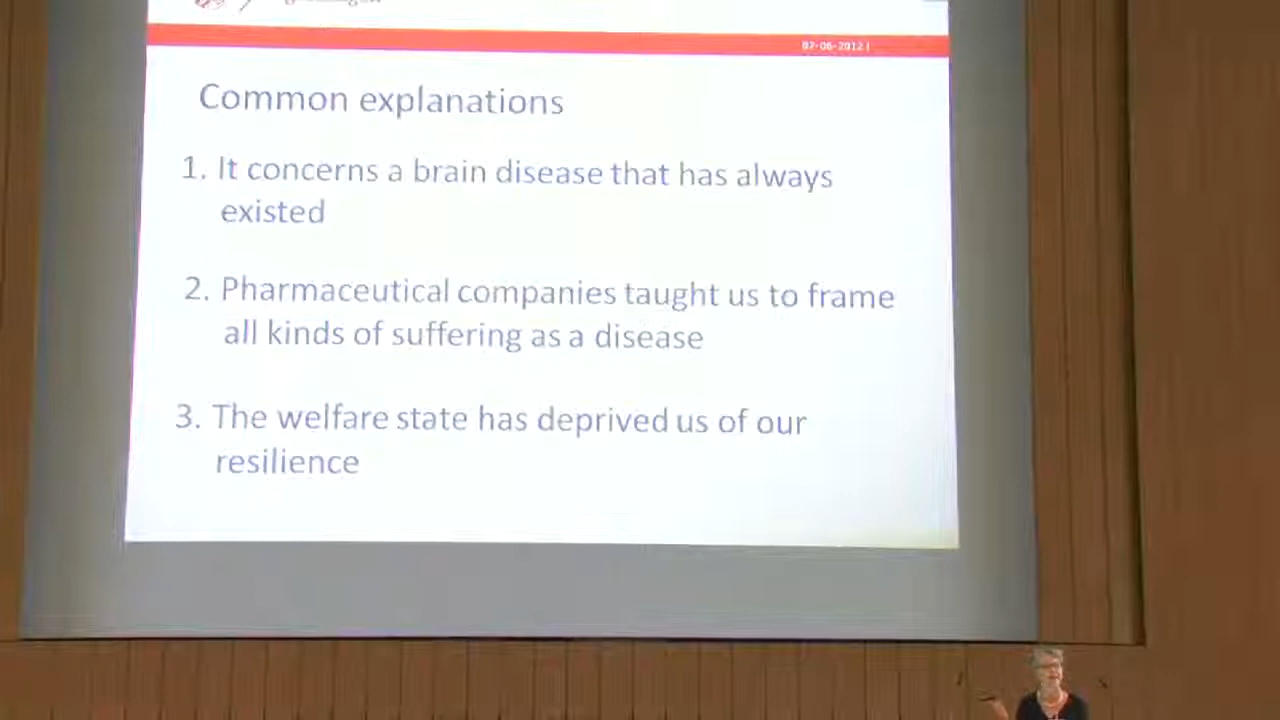 07-06-2012 |
Common explanations
1. It concerns a brain disease that has always
existed
2. Pharmaceutical companies taught us to frame
all kinds of suffering as a disease
3. The welfare state has deprived us of our
resilience